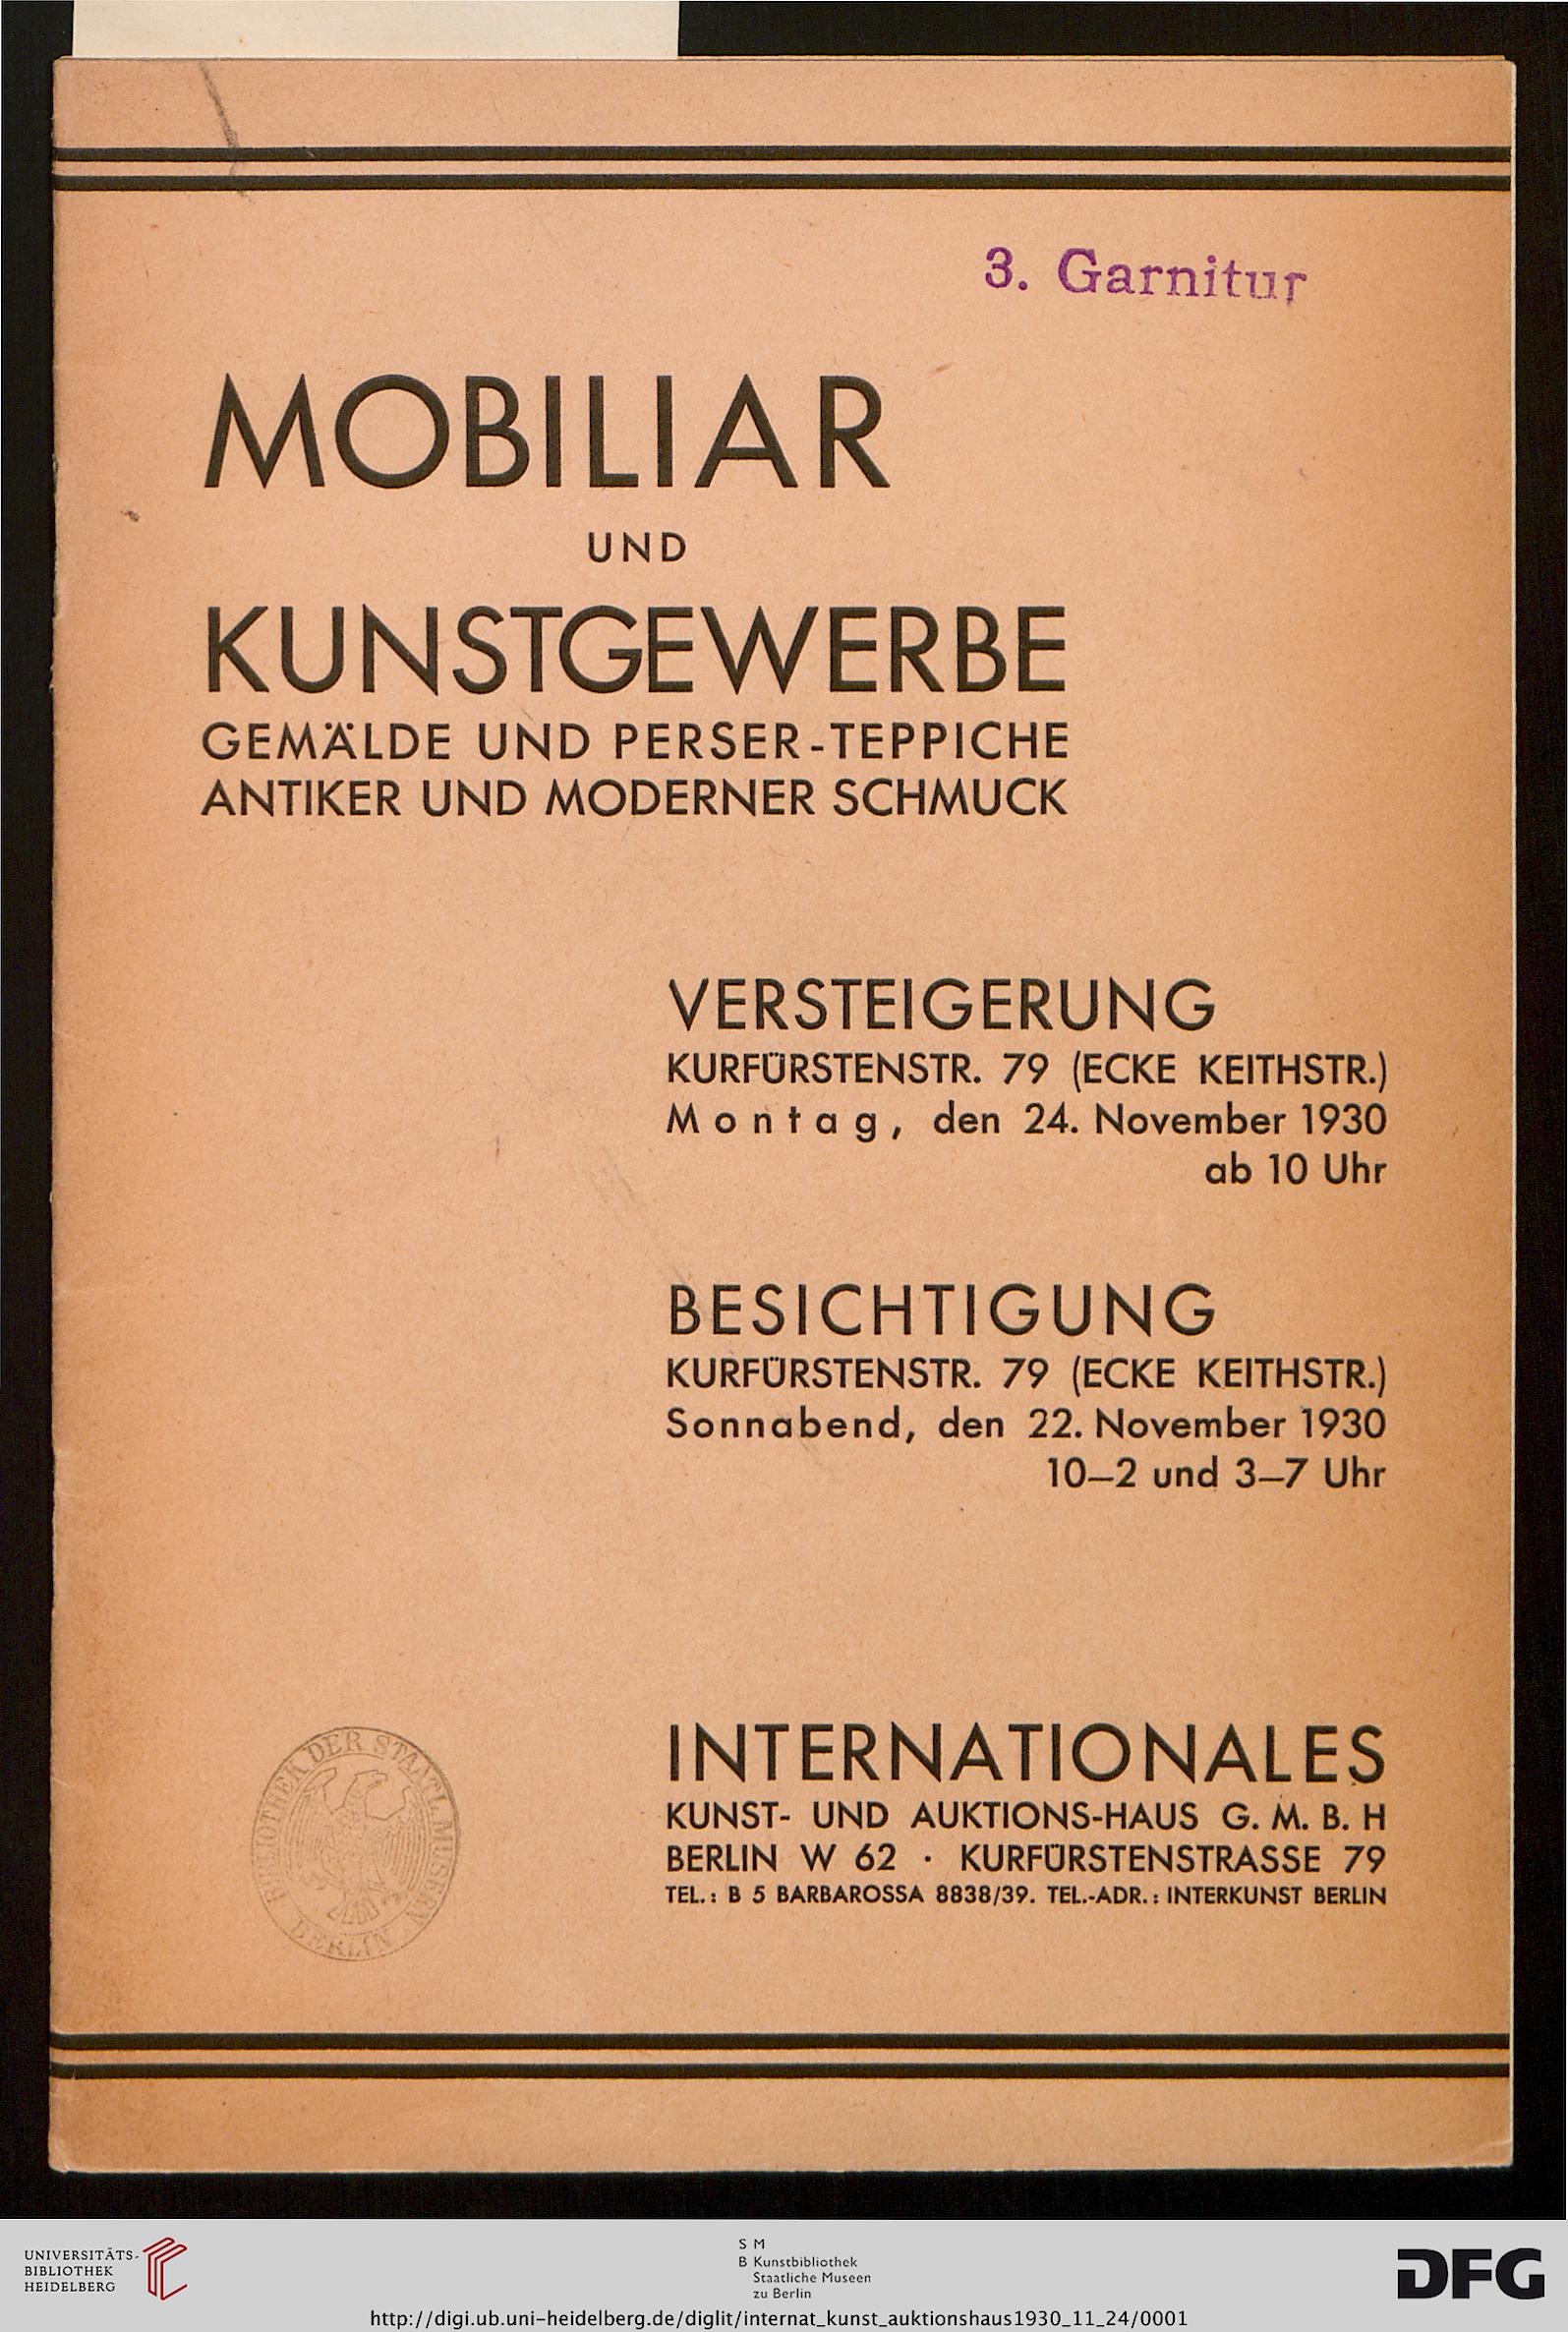 3. Garnitur
MOBILIAR
UND
KUNSTGEWERBE
GEMÄLDE UND PERSER-TEPPICHE
ANTIKER UND MODERNER SCHMUCK
VERSTEIGERUNG
KURFÜRSTENSTR. 79 (ECKE KEITHSTR.)
Montag, den 24. November 1930
ab 10 Uhr
BESICHTIGUNG
KURFÜRSTENSTR. 79 (ECKE KEITHSTR.)
Sonnabend, den 22. November 1930
10–2 und 3–7 Uhr
INTERNATIONALES
KUNST- UND AUKTIONS-HAUS G. M. B. H
BERLIN W 62 · KURFÜRSTENSTRASSE 79
TEL.: B 5 BARBAROSSA 8838/39. TEL.-ADR.: INTERKUNST BERLIN
BIBLIOTHEK DER STAATL. MUSEEN
BERLIN
UNIVERSITÄTS-
BIBLIOTHEK
HEIDELBERG
S M
B Kunstbibliothek
Staatliche Museen
zu Berlin
DFG
http://digi.ub.uni-heidelberg.de/diglit/internat_kunst_auktionshaus1930_11_24/0001